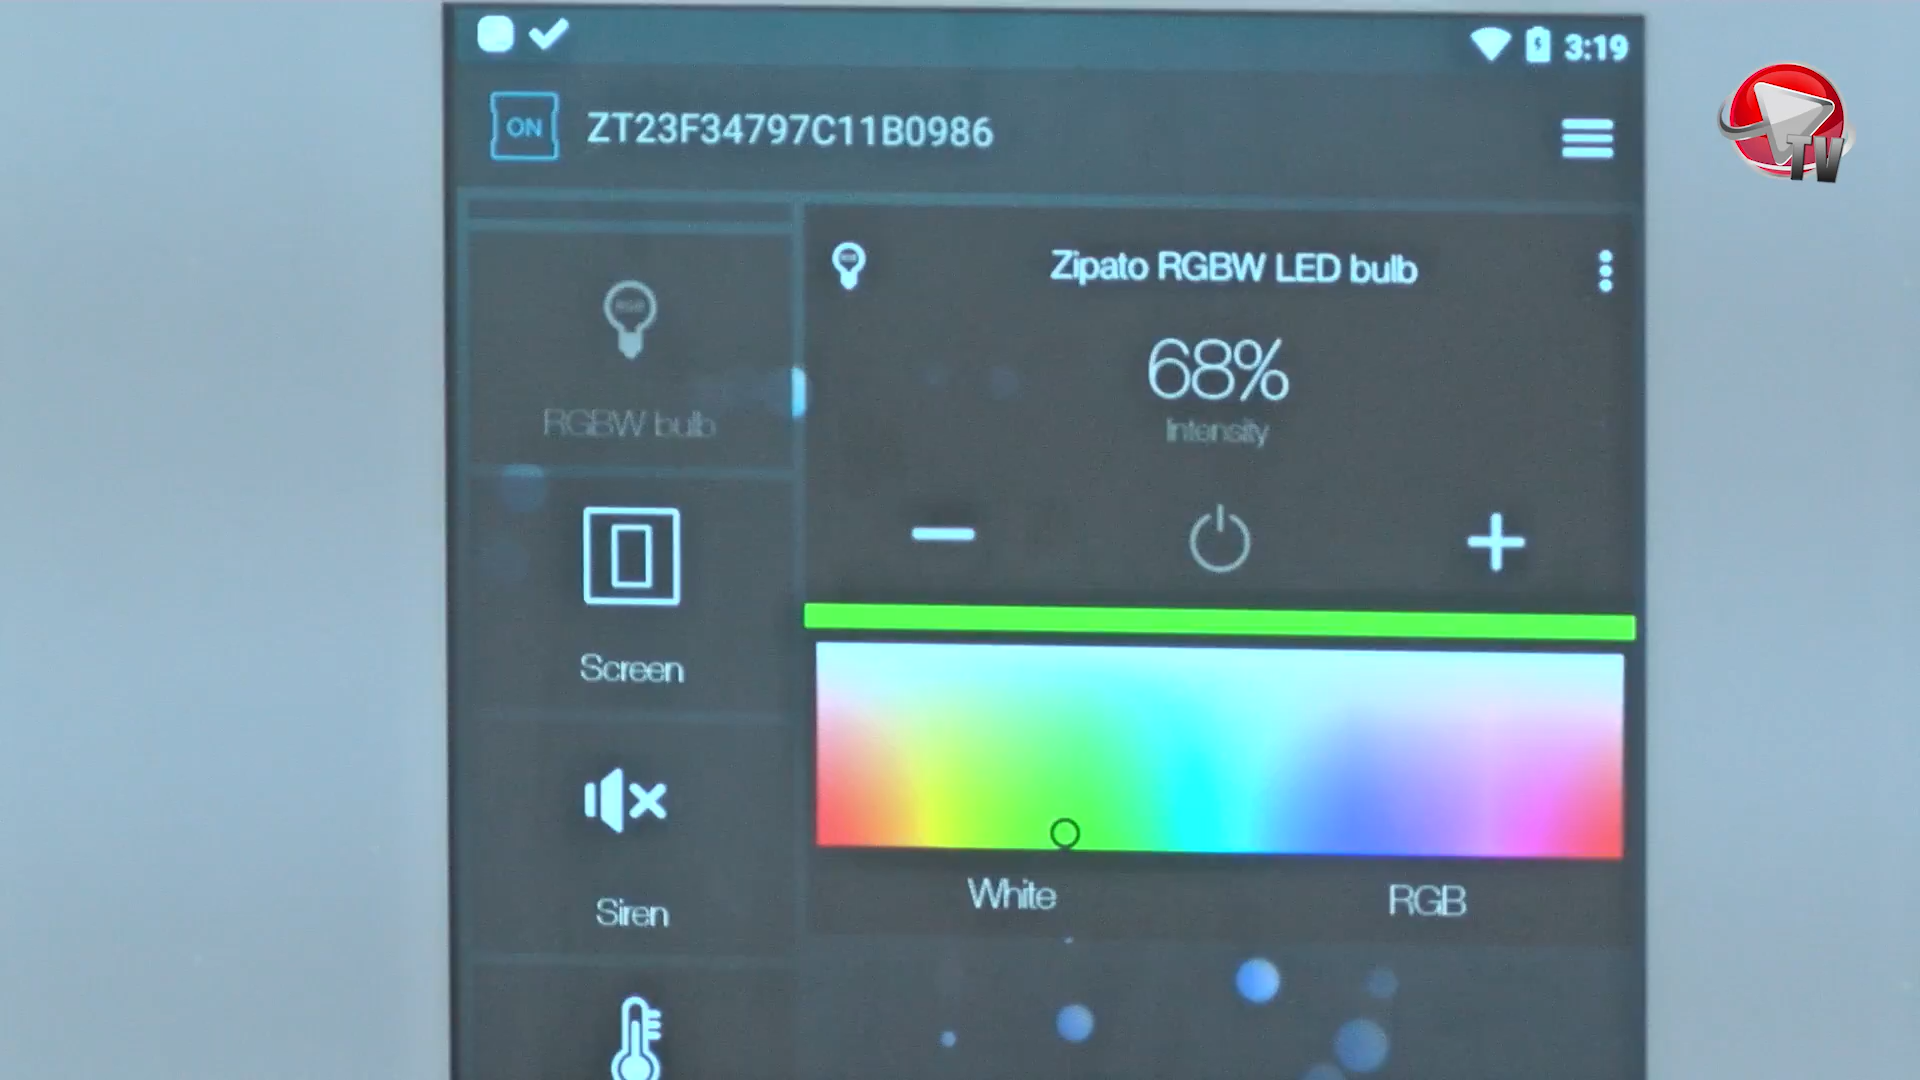 3:19
ON ZT23F34797C11B0986
TV
Zipato RGBW LED bulb
68%
Intensity
RGBW bulb
Screen
Siren
White RGB